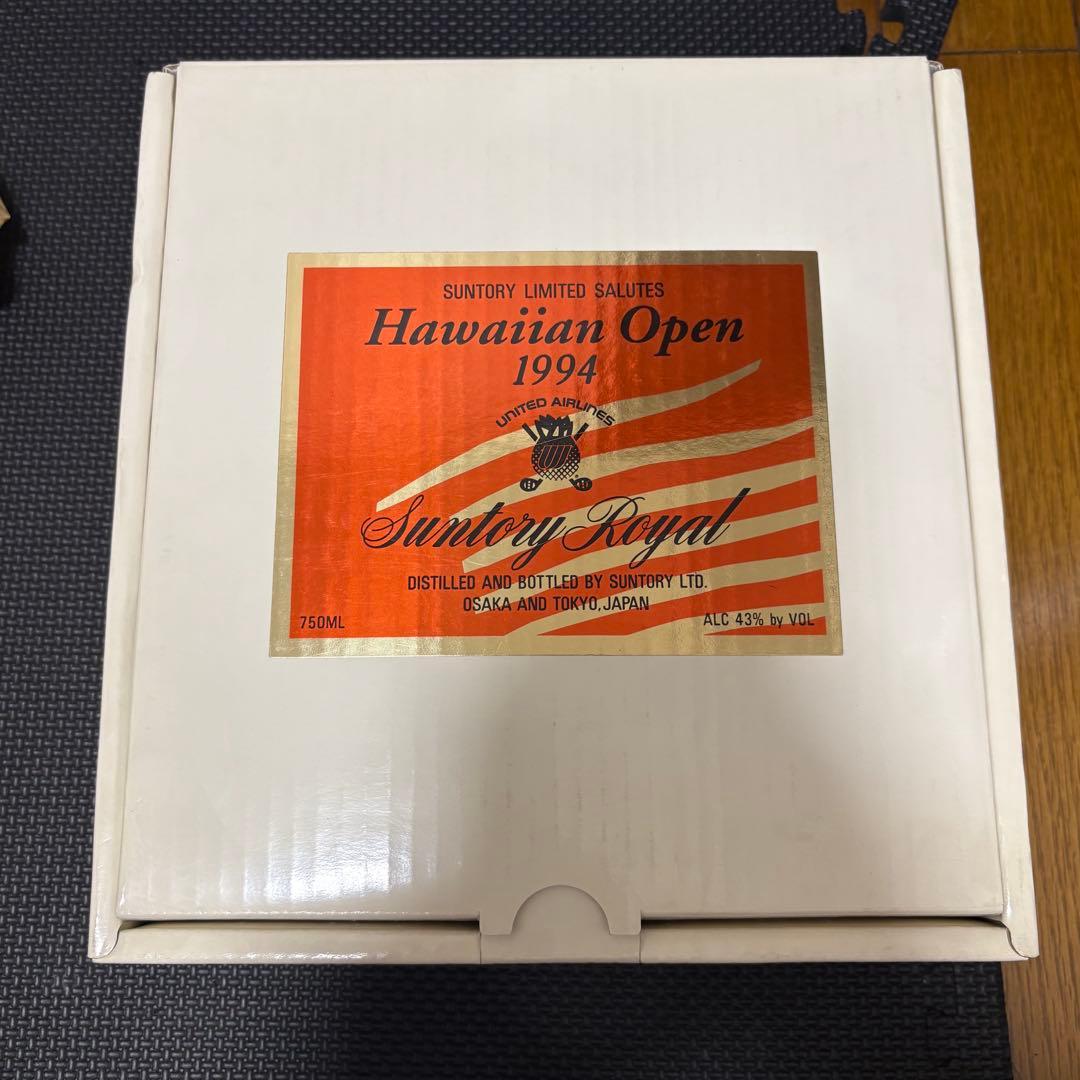 SUNTORY LIMITED SALUTES
Hawaiian Open
1994
UNITED AIRLINES
Suntory Royal
DISTILLED AND BOTTLED BY SUNTORY LTD.
OSAKA AND TOKYO, JAPAN
750ML
ALC 43% by VOL